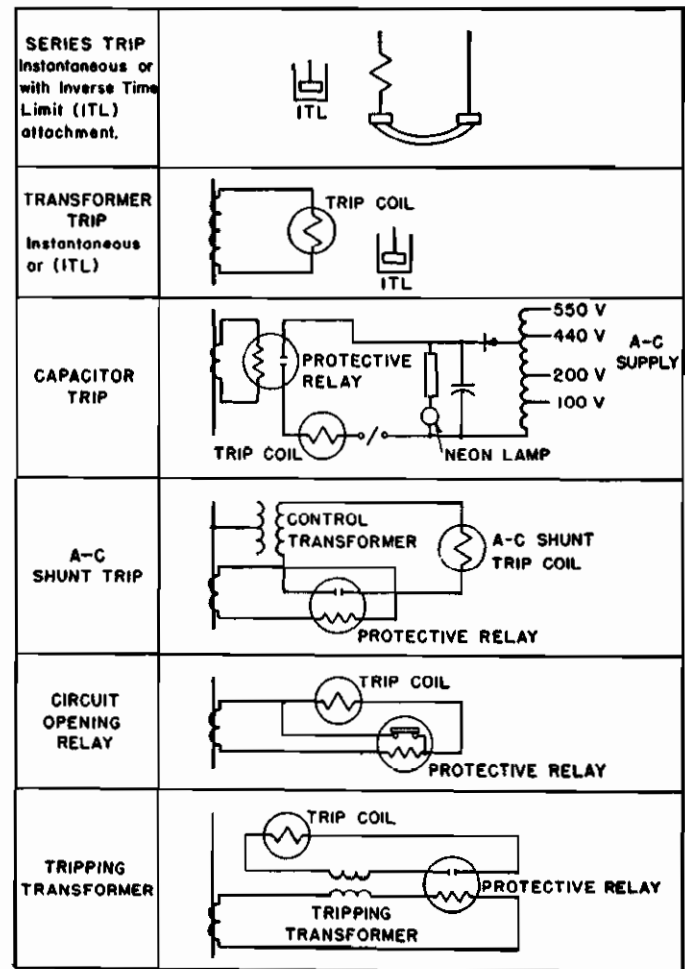 SERIES TRIP
Instantaneous or
with Inverse Time
Limit (ITL)
attachment.
ITL
TRANSFORMER
TRIP
Instantaneous
or (ITL)
TRIP COIL
ITL
CAPACITOR
TRIP
PROTECTIVE
RELAY
TRIP COIL
NEON LAMP
550 V
440 V
200 V
100 V
A-C
SUPPLY
A-C
SHUNT TRIP
CONTROL
TRANSFORMER
A-C SHUNT
TRIP COIL
PROTECTIVE RELAY
CIRCUIT
OPENING
RELAY
TRIP COIL
PROTECTIVE RELAY
TRIPPING
TRANSFORMER
TRIP COIL
PROTECTIVE RELAY
TRIPPING
TRANSFORMER